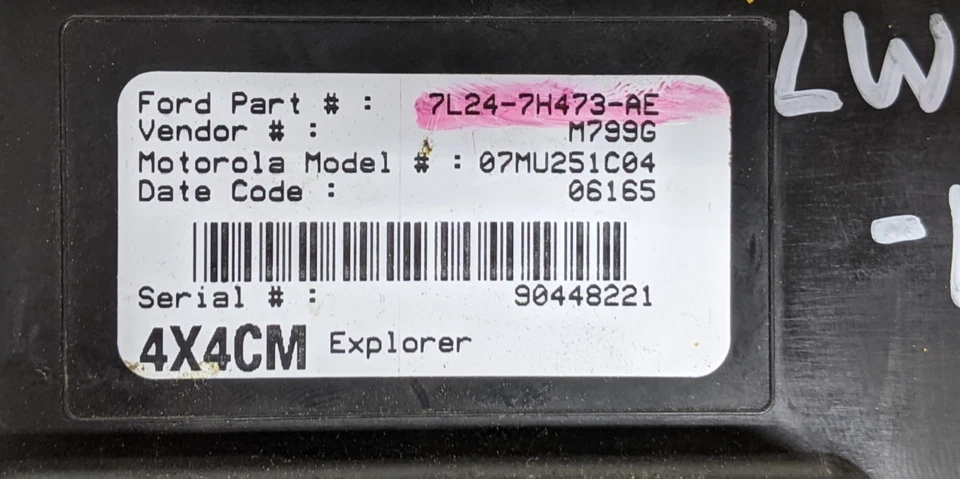 Ford Part # : 7L24-7H473-AE
Vendor # : M799G
Motorola Model # : 07MU251C04
Date Code : 06165
Serial # : 90448221
4X4CM Explorer
LW
-